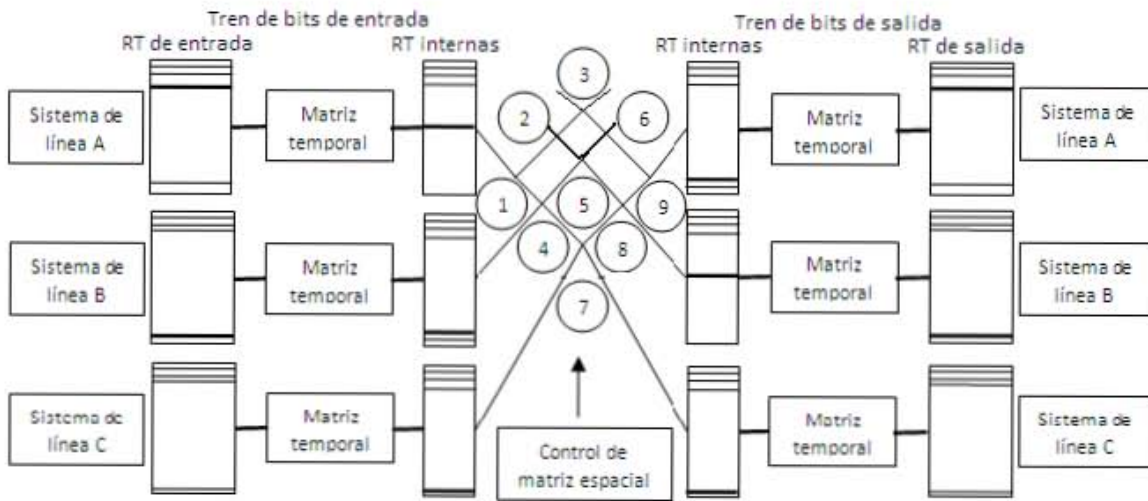 Tren de bits de entrada
Tren de bits de salida
RT de entrada
RT internas
RT internas
RT de salida
3
2
6
Sistema de
línea A
Matriz
temporal
Matriz
temporal
Sistema de
línea A
1
5
9
4
8
Sistema de
línea B
Matriz
temporal
Matriz
temporal
Sistema de
línea B
7
Sistema de
línea C
Matriz
temporal
Matriz
temporal
Sistema de
línea C
Control de
matriz espacial